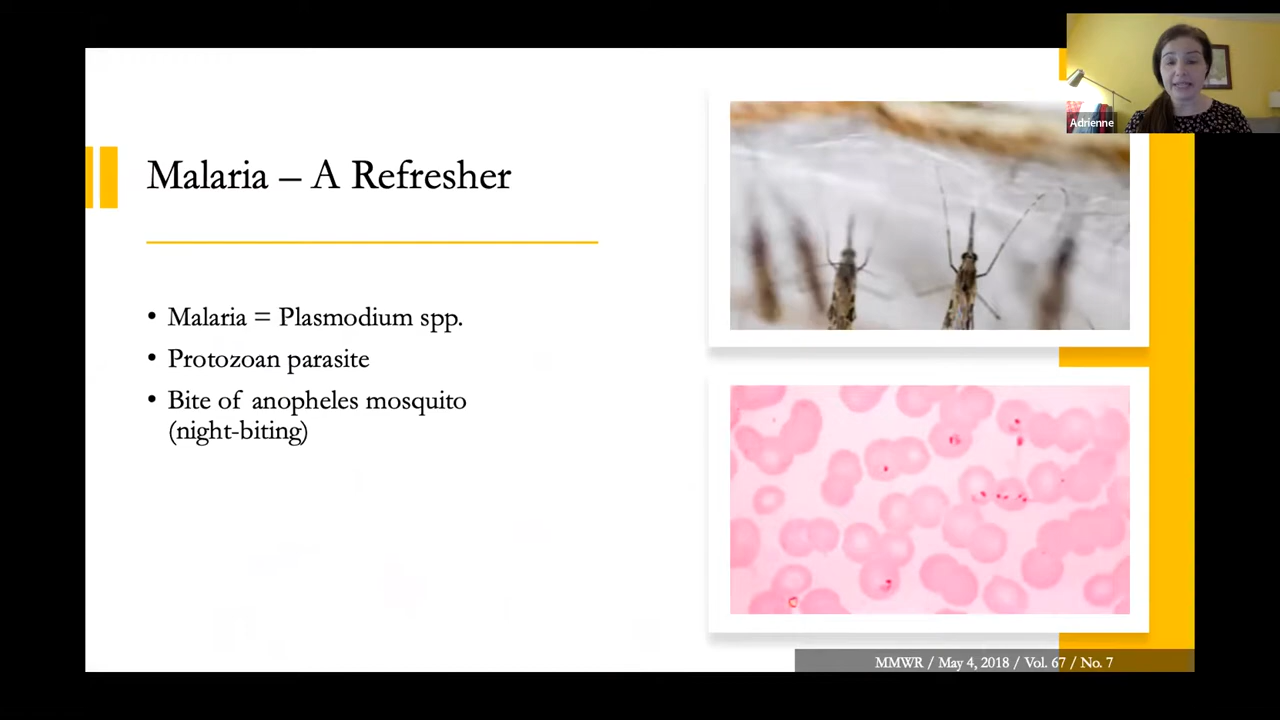 Adrienne
Malaria – A Refresher
• Malaria = Plasmodium spp.
• Protozoan parasite
• Bite of anopheles mosquito
(night-biting)
MMWR / May 4, 2018 / Vol. 67 / No. 7